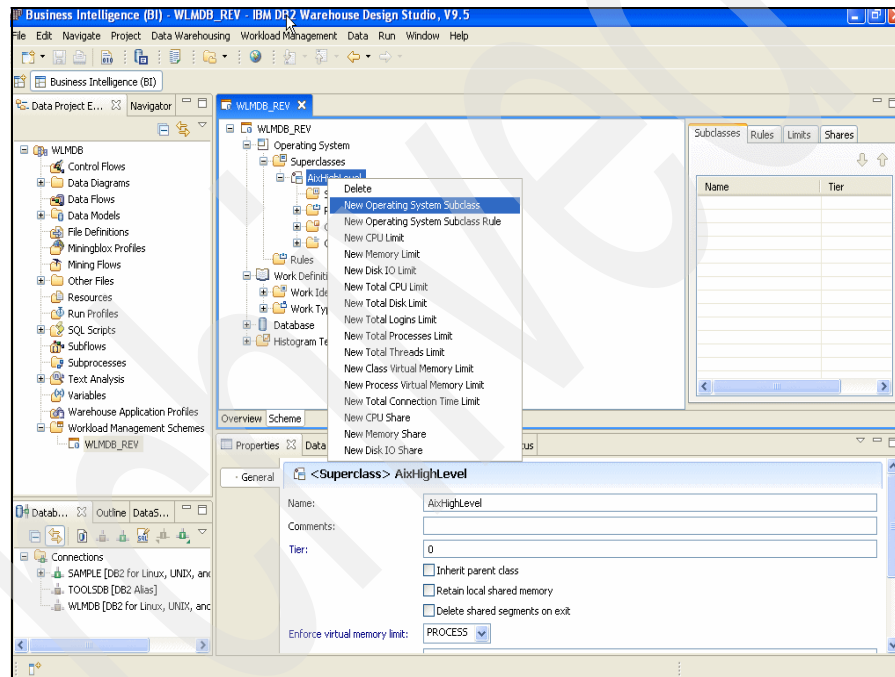 Business Intelligence (BI) - WLMDB_REV - IBM DB2 Warehouse Design Studio, V9.5
File Edit Navigate Project Data Warehousing Workload Management Data Run Window Help
Business Intelligence (BI)
Data Project E... Navigator
WLMDB
Control Flows
Data Diagrams
Data Flows
Data Models
File Definitions
Miningblox Profiles
Mining Flows
Other Files
Resources
Run Profiles
SQL Scripts
Subflows
Subprocesses
Text Analysis
Variables
Warehouse Application Profiles
Workload Management Schemes
WLMDB_REV
WLMDB_REV
WLMDB_REV
Operating System
Superclasses
AixHighLevel
Rules
Work Definiti
Work Ide
Work Typ
Database
Histogram Te
Delete
New Operating System Subclass
New Operating System Subclass Rule
New CPU Limit
New Memory Limit
New Disk IO Limit
New Total CPU Limit
New Total Disk Limit
New Total Logins Limit
New Total Processes Limit
New Total Threads Limit
New Class Virtual Memory Limit
New Process Virtual Memory Limit
New Total Connection Time Limit
New CPU Share
New Memory Share
New Disk IO Share
Overview Scheme
Subclasses Rules Limits Shares
Name Tier
Properties Data tus
General
<Superclass> AixHighLevel
Name: AixHighLevel
Comments:
Tier: 0
Inherit parent class
Retain local shared memory
Delete shared segments on exit
Enforce virtual memory limit: PROCESS
Datab... Outline DataS...
Connections
SAMPLE [DB2 for Linux, UNIX, and
TOOLSDB [DB2 Alias]
WLMDB [DB2 for Linux, UNIX, and